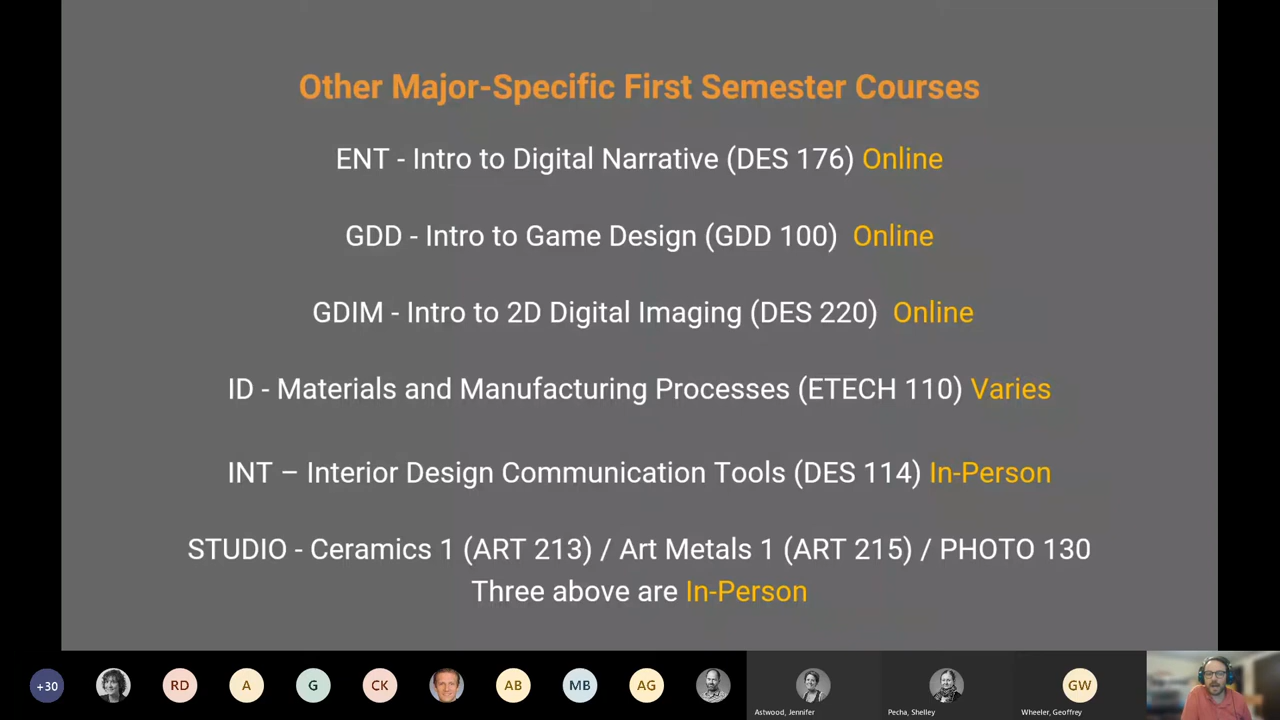 Other Major-Specific First Semester Courses
ENT - Intro to Digital Narrative (DES 176) Online
GDD - Intro to Game Design (GDD 100) Online
GDIM - Intro to 2D Digital Imaging (DES 220) Online
ID - Materials and Manufacturing Processes (ETECH 110) Varies
INT – Interior Design Communication Tools (DES 114) In-Person
STUDIO - Ceramics 1 (ART 213) / Art Metals 1 (ART 215) / PHOTO 130
Three above are In-Person
+30 RD A G CK AB MB AG GW
Astwood, Jennifer Pecha, Shelley Wheeler, Geoffrey